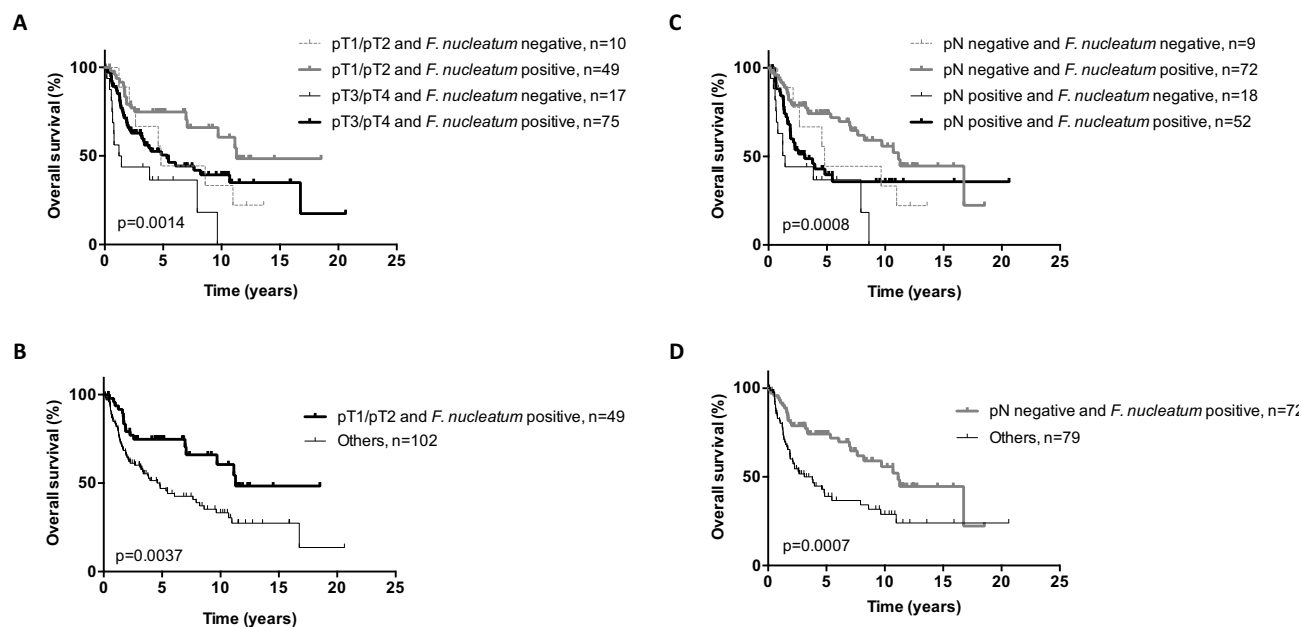 A
pT1/pT2 and F. nucleatum negative, n=10
pT1/pT2 and F. nucleatum positive, n=49
pT3/pT4 and F. nucleatum negative, n=17
pT3/pT4 and F. nucleatum positive, n=75
Overall survival (%)
100
50
0
p=0.0014
0 5 10 15 20 25
Time (years)
C
pN negative and F. nucleatum negative, n=9
pN negative and F. nucleatum positive, n=72
pN positive and F. nucleatum negative, n=18
pN positive and F. nucleatum positive, n=52
Overall survival (%)
100
50
0
p=0.0008
0 5 10 15 20 25
Time (years)
B
pT1/pT2 and F. nucleatum positive, n=49
Others, n=102
Overall survival (%)
100
50
0
p=0.0037
0 5 10 15 20 25
Time (years)
D
pN negative and F. nucleatum positive, n=72
Others, n=79
Overall survival (%)
100
50
0
p=0.0007
0 5 10 15 20 25
Time (years)